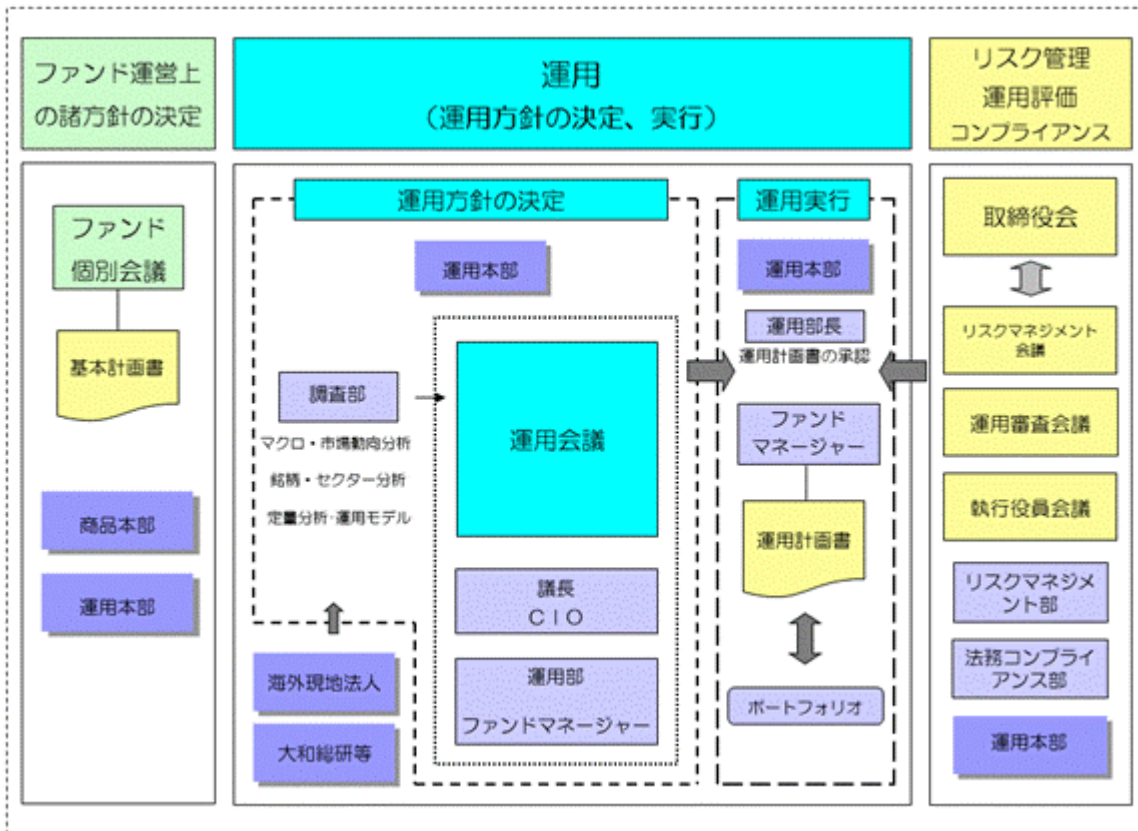 ファンド運営上
の諸方針の決定
運用
(運用方針の決定、実行)
リスク管理
運用評価
コンプライアンス
ファンド
個別会議
基本計画書
商品本部
運用本部
運用方針の決定
運用本部
調査部
マクロ・市場動向分析
銘柄・セクター分析
定量分析・運用モデル
運用会議
議長
CIO
運用部
ファンドマネージャー
海外現地法人
大和総研等
運用実行
運用本部
運用部長
運用計画書の承認
ファンド
マネージャー
運用計画書
ポートフォリオ
取締役会
リスクマネジメント
会議
運用審査会議
執行役員会議
リスクマネジメ
ント部
法務コンプライ
アンス部
運用本部